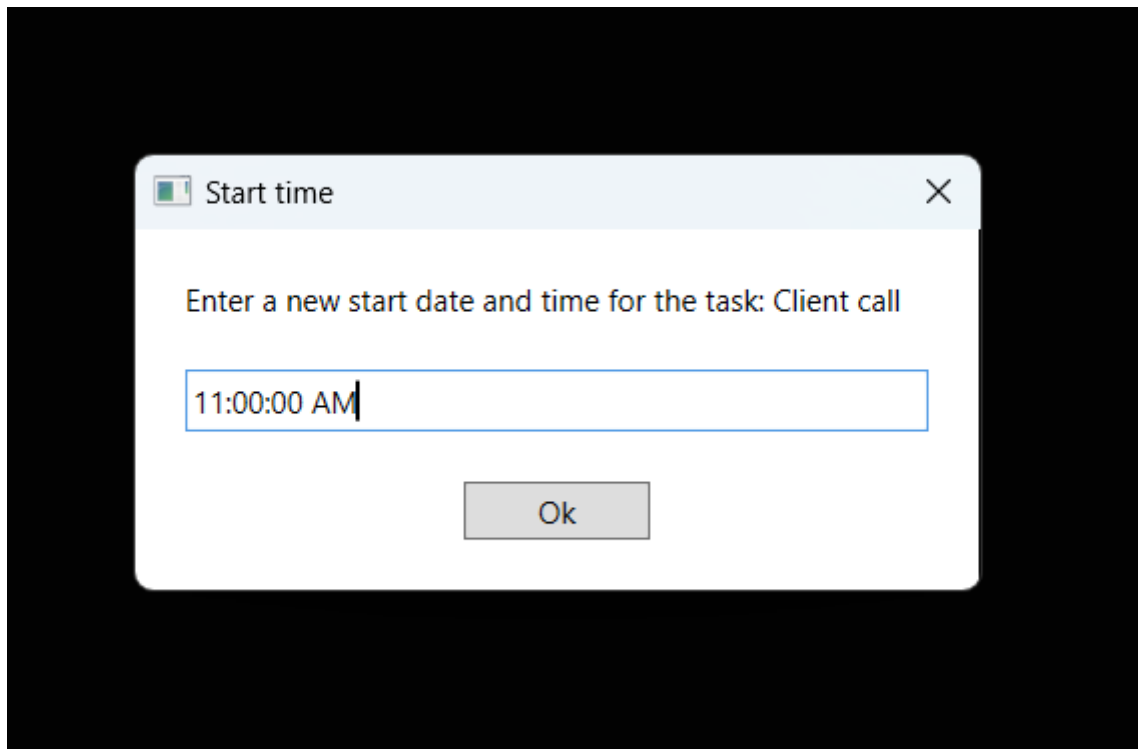 Start time
Enter a new start date and time for the task: Client call
11:00:00 AM
Ok